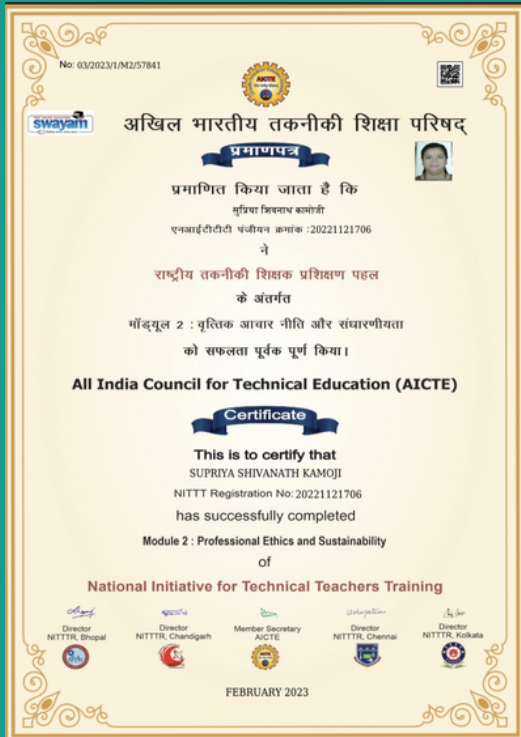 No: 03/2023/1/M2/57841
AICTE
swayam
अखिल भारतीय तकनीकी शिक्षा परिषद्
प्रमाणपत्र
प्रमाणित किया जाता है कि
सुप्रिया शिवनाथ कामोजी
एनआईटीटीटी पंजीयन क्रमांक :20221121706
ने
राष्ट्रीय तकनीकी शिक्षक प्रशिक्षण पहल
के अंतर्गत
मॉड्यूल 2 : वृत्तिक आचार नीति और संधारणीयता
को सफलता पूर्वक पूर्ण किया।
All India Council for Technical Education (AICTE)
Certificate
This is to certify that
SUPRIYA SHIVANATH KAMOJI
NITTT Registration No: 20221121706
has successfully completed
Module 2 : Professional Ethics and Sustainability
of
National Initiative for Technical Teachers Training
Director
NITTTR, Bhopal
Director
NITTTR, Chandigarh
Member Secretary
AICTE
Director
NITTTR, Chennai
Director
NITTTR, Kolkata
FEBRUARY 2023